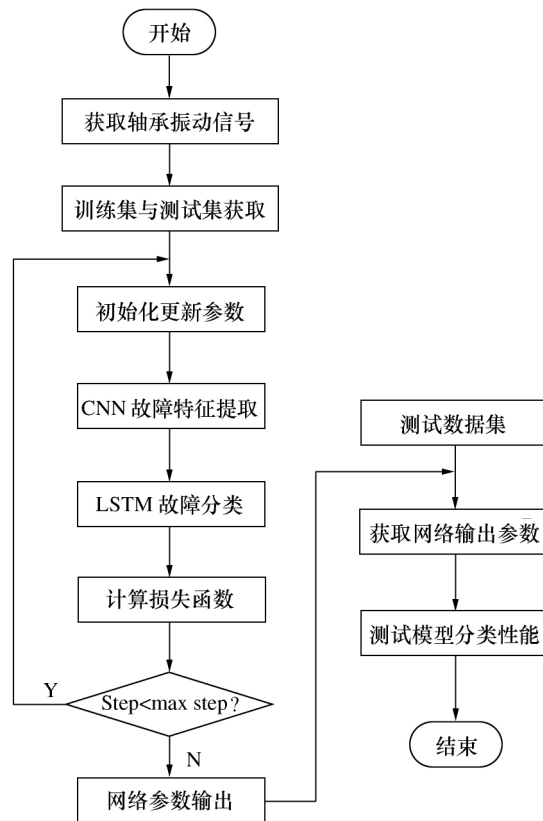 开始
获取轴承振动信号
训练集与测试集获取
初始化更新参数
CNN 故障特征提取
LSTM 故障分类
计算损失函数
Step<max step?
Y
N
网络参数输出
测试数据集
获取网络输出参数
测试模型分类性能
结束